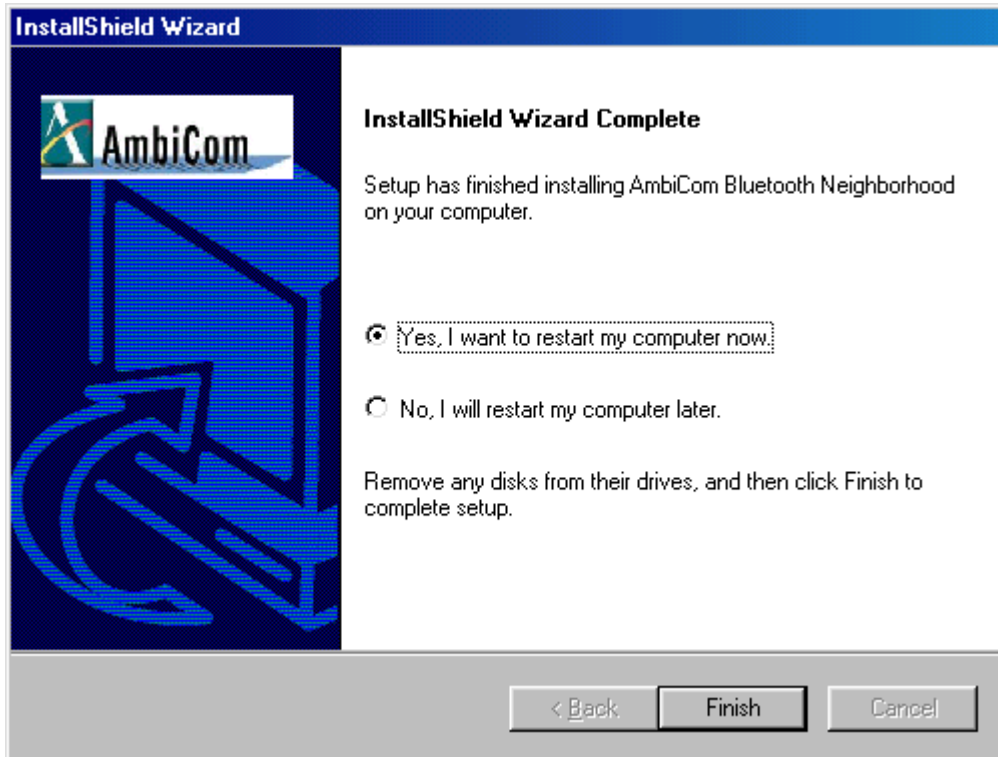 InstallShield Wizard
AmbiCom
InstallShield Wizard Complete
Setup has finished installing AmbiCom Bluetooth Neighborhood
on your computer.
Yes, I want to restart my computer now.
No, I will restart my computer later.
Remove any disks from their drives, and then click Finish to
complete setup.
< Back
Finish
Cancel